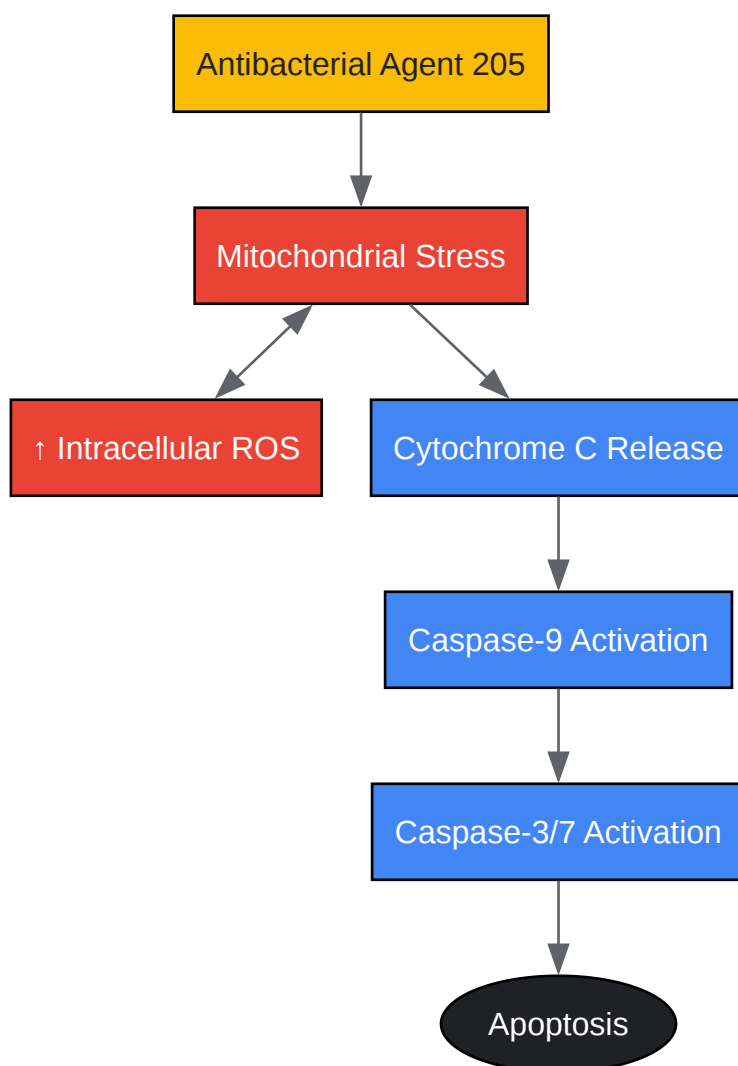 Antibacterial Agent 205
Mitochondrial Stress
↑ Intracellular ROS
Cytochrome C Release
Caspase-9 Activation
Caspase-3/7 Activation
Apoptosis